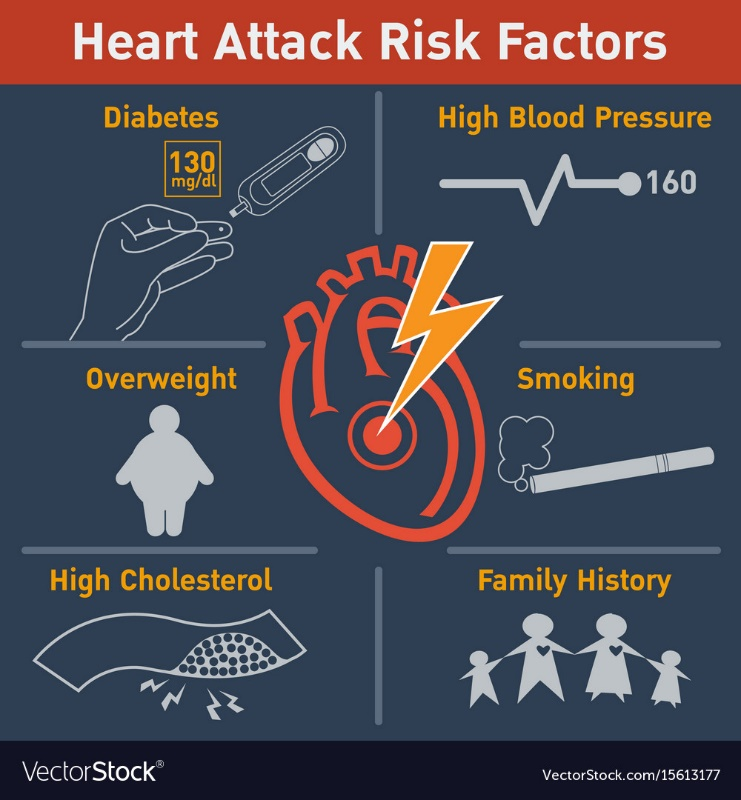 Heart Attack Risk Factors
Diabetes
130
mg/dl
High Blood Pressure
160
Overweight
Smoking
High Cholesterol
Family History
VectorStock®
VectorStock.com/15613177